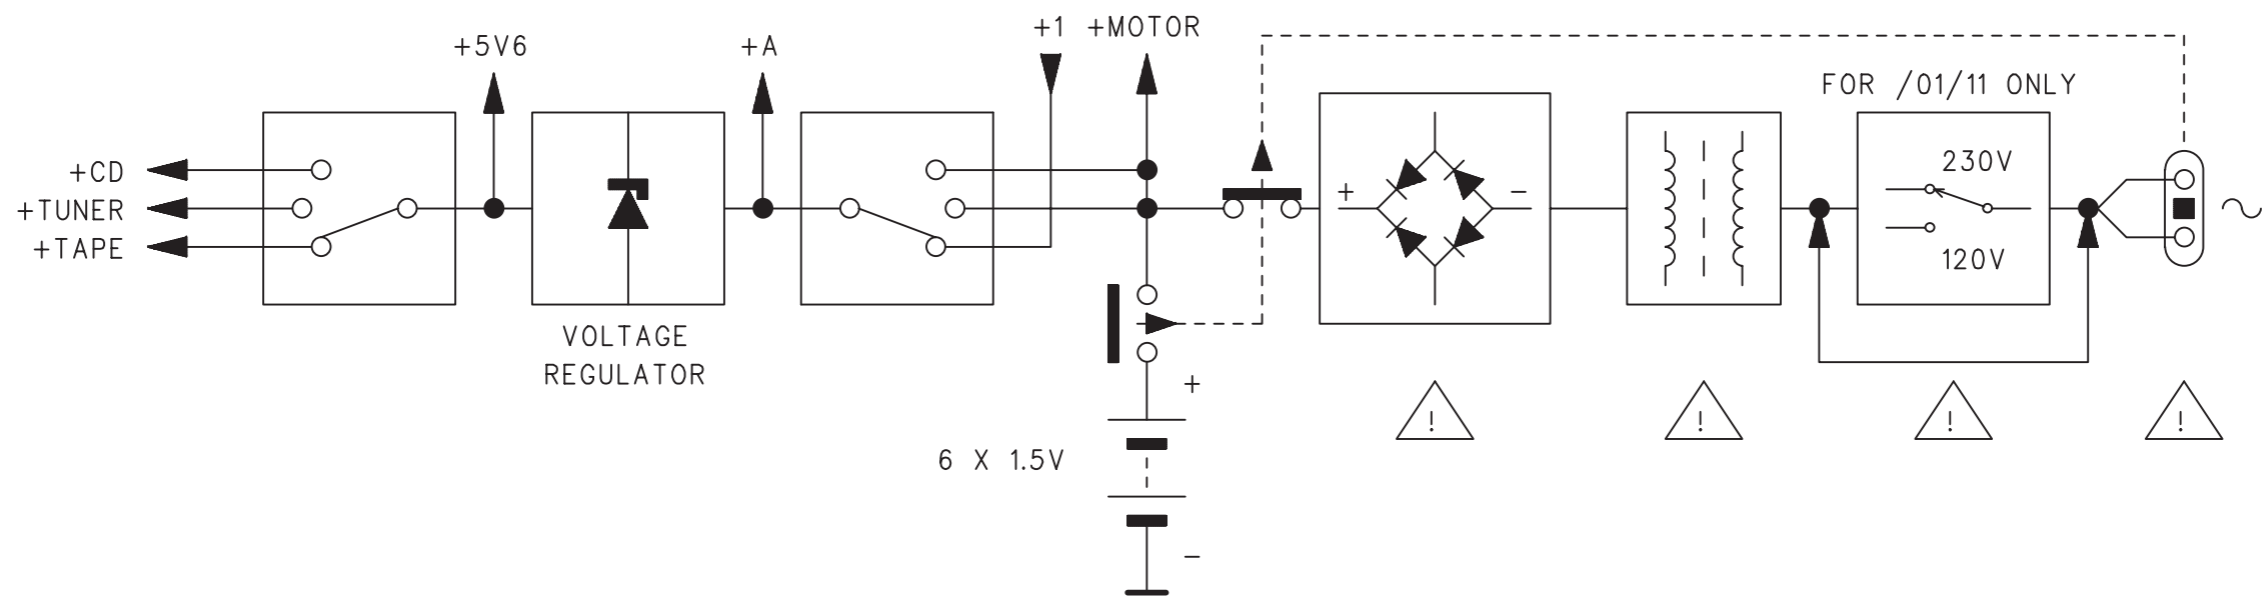 +1 +MOTOR
+5V6
+A
FOR /01/11 ONLY
+CD
230V
+ -
+TUNER
+TAPE
120V
VOLTAGE
REGULATOR
+
! ! ! !
6 X 1.5V
-